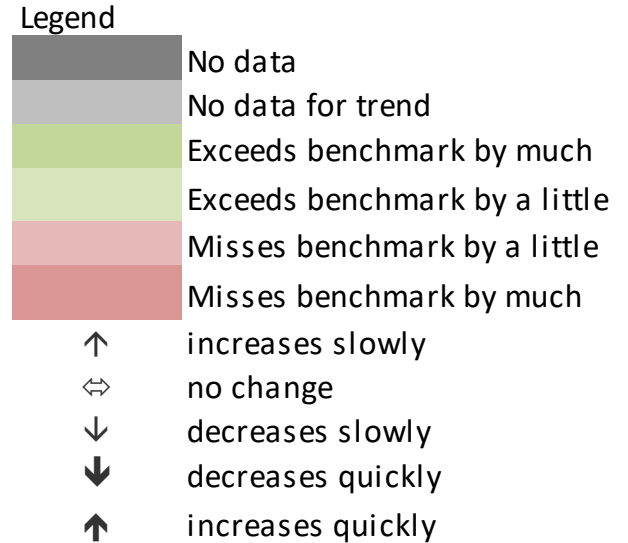 Legend
No data
No data for trend
Exceeds benchmark by much
Exceeds benchmark by a little
Misses benchmark by a little
Misses benchmark by much
↑ increases slowly
⇔ no change
↓ decreases slowly
🡻 decreases quickly
🡹 increases quickly